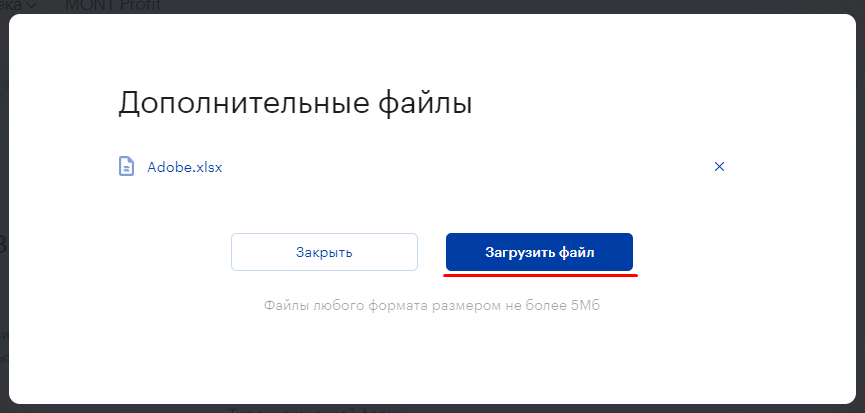 MONT Profit
Дополнительные файлы
Adobe.xlsx
Закрыть
Загрузить файл
Файлы любого формата размером не более 5Мб